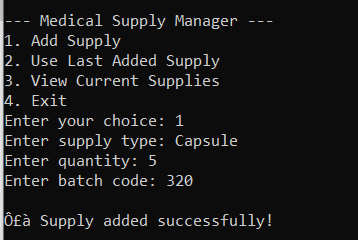 --- Medical Supply Manager ---
1. Add Supply
2. Use Last Added Supply
3. View Current Supplies
4. Exit
Enter your choice: 1
Enter supply type: Capsule
Enter quantity: 5
Enter batch code: 320
Ô£à Supply added successfully!